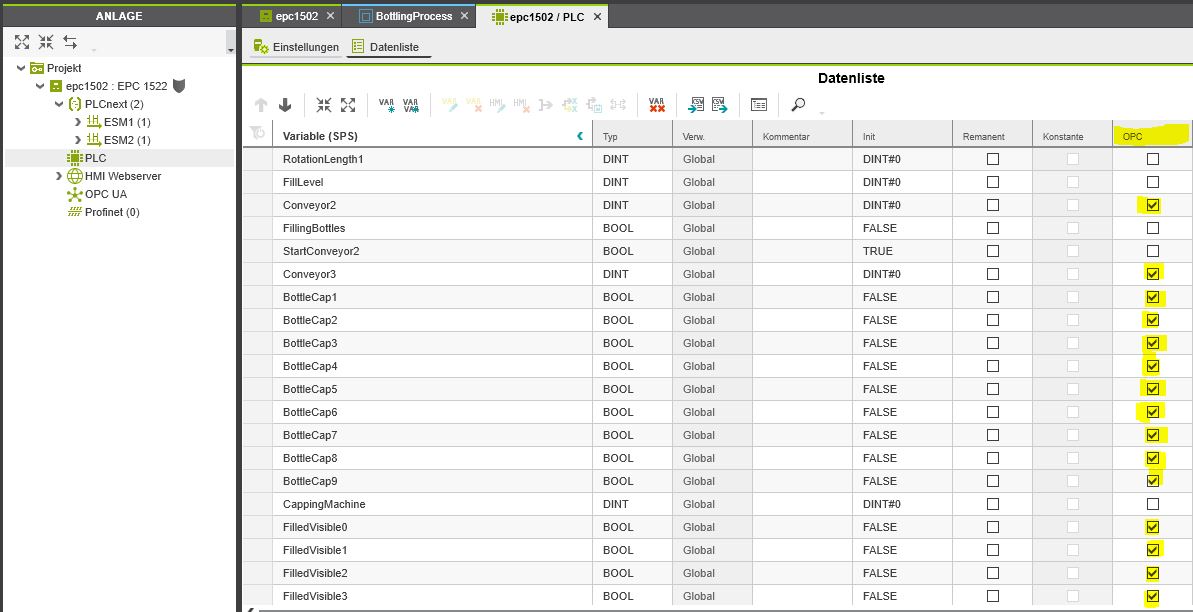 ANLAGE
Projekt
epc1502 : EPC 1522
PLCnext (2)
ESM1 (1)
ESM2 (1)
PLC
HMI Webserver
OPC UA
Profinet (0)
epc1502 BottlingProcess epc1502 / PLC
Einstellungen Datenliste
Datenliste
VAR VAR VAR VAR HMI HMI VAR CSV CSV
Variable (SPS) Typ Verw. Kommentar Init Remanent Konstante OPC
RotationLength1 DINT Global DINT#0
FillLevel DINT Global DINT#0
Conveyor2 DINT Global DINT#0
FillingBottles BOOL Global FALSE
StartConveyor2 BOOL Global TRUE
Conveyor3 DINT Global DINT#0
BottleCap1 BOOL Global FALSE
BottleCap2 BOOL Global FALSE
BottleCap3 BOOL Global FALSE
BottleCap4 BOOL Global FALSE
BottleCap5 BOOL Global FALSE
BottleCap6 BOOL Global FALSE
BottleCap7 BOOL Global FALSE
BottleCap8 BOOL Global FALSE
BottleCap9 BOOL Global FALSE
CappingMachine DINT Global DINT#0
FilledVisible0 BOOL Global FALSE
FilledVisible1 BOOL Global FALSE
FilledVisible2 BOOL Global FALSE
FilledVisible3 BOOL Global FALSE